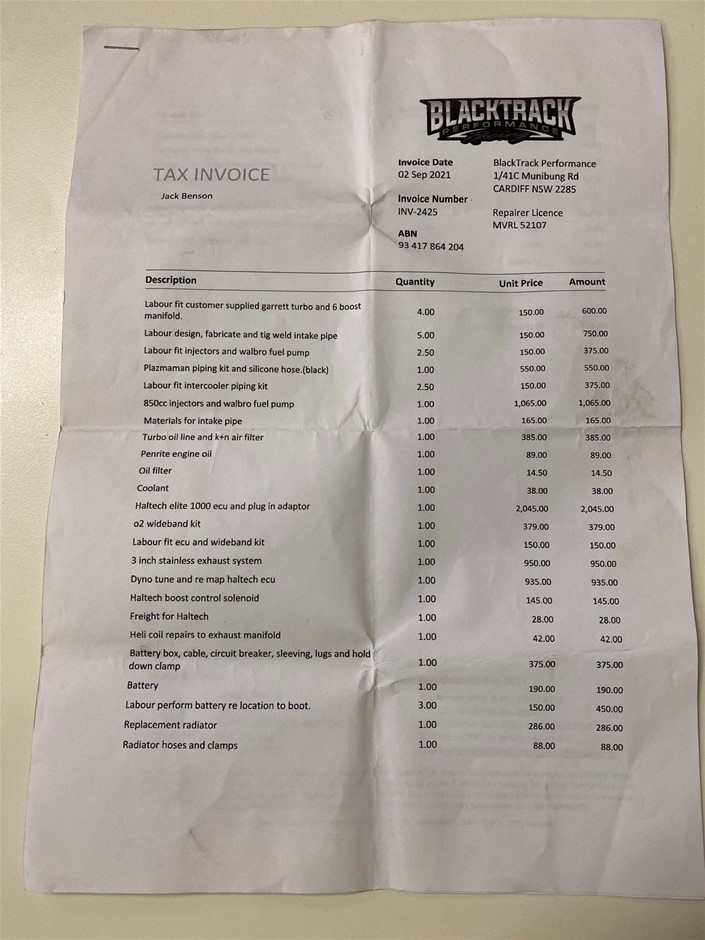 BLACKTRACK
PERFORMANCE
TAX INVOICE
Jack Benson
Invoice Date
02 Sep 2021
Invoice Number
INV-2425
ABN
93 417 864 204
BlackTrack Performance
1/41C Munibung Rd
CARDIFF NSW 2285
Repairer Licence
MVRL 52107
Description Quantity Unit Price Amount
Labour fit customer supplied garrett turbo and 6 boost
manifold. 4.00 150.00 600.00
Labour design, fabricate and tig weld intake pipe 5.00 150.00 750.00
Labour fit injectors and walbro fuel pump 2.50 150.00 375.00
Plazmaman piping kit and silicone hose.(black) 1.00 550.00 550.00
Labour fit intercooler piping kit 2.50 150.00 375.00
850cc injectors and walbro fuel pump 1.00 1,065.00 1,065.00
Materials for intake pipe 1.00 165.00 165.00
Turbo oil line and k+n air filter 1.00 385.00 385.00
Penrite engine oil 1.00 89.00 89.00
Oil filter 1.00 14.50 14.50
Coolant 1.00 38.00 38.00
Haltech elite 1000 ecu and plug in adaptor 1.00 2,045.00 2,045.00
o2 wideband kit 1.00 379.00 379.00
Labour fit ecu and wideband kit 1.00 150.00 150.00
3 inch stainless exhaust system 1.00 950.00 950.00
Dyno tune and re map haltech ecu 1.00 935.00 935.00
Haltech boost control solenoid 1.00 145.00 145.00
Freight for Haltech 1.00 28.00 28.00
Heli coil repairs to exhaust manifold 1.00 42.00 42.00
Battery box, cable, circuit breaker, sleeving, lugs and hold
down clamp 1.00 375.00 375.00
Battery 1.00 190.00 190.00
Labour perform battery re location to boot. 3.00 150.00 450.00
Replacement radiator 1.00 286.00 286.00
Radiator hoses and clamps 1.00 88.00 88.00